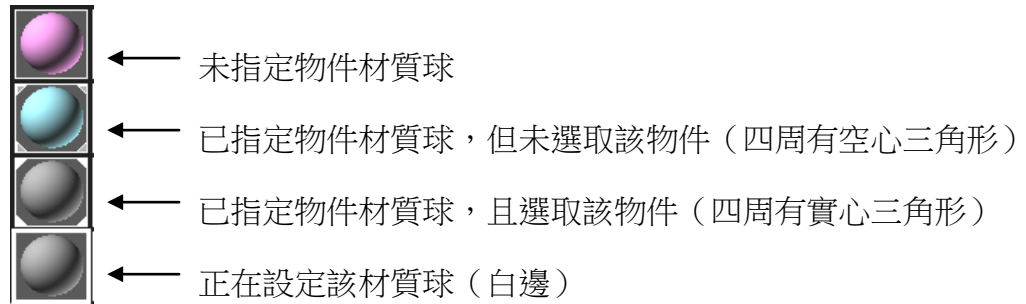 未指定物件材質球
已指定物件材質球，但未選取該物件（四周有空心三角形）
已指定物件材質球，且選取該物件（四周有實心三角形）
正在設定該材質球（白邊）